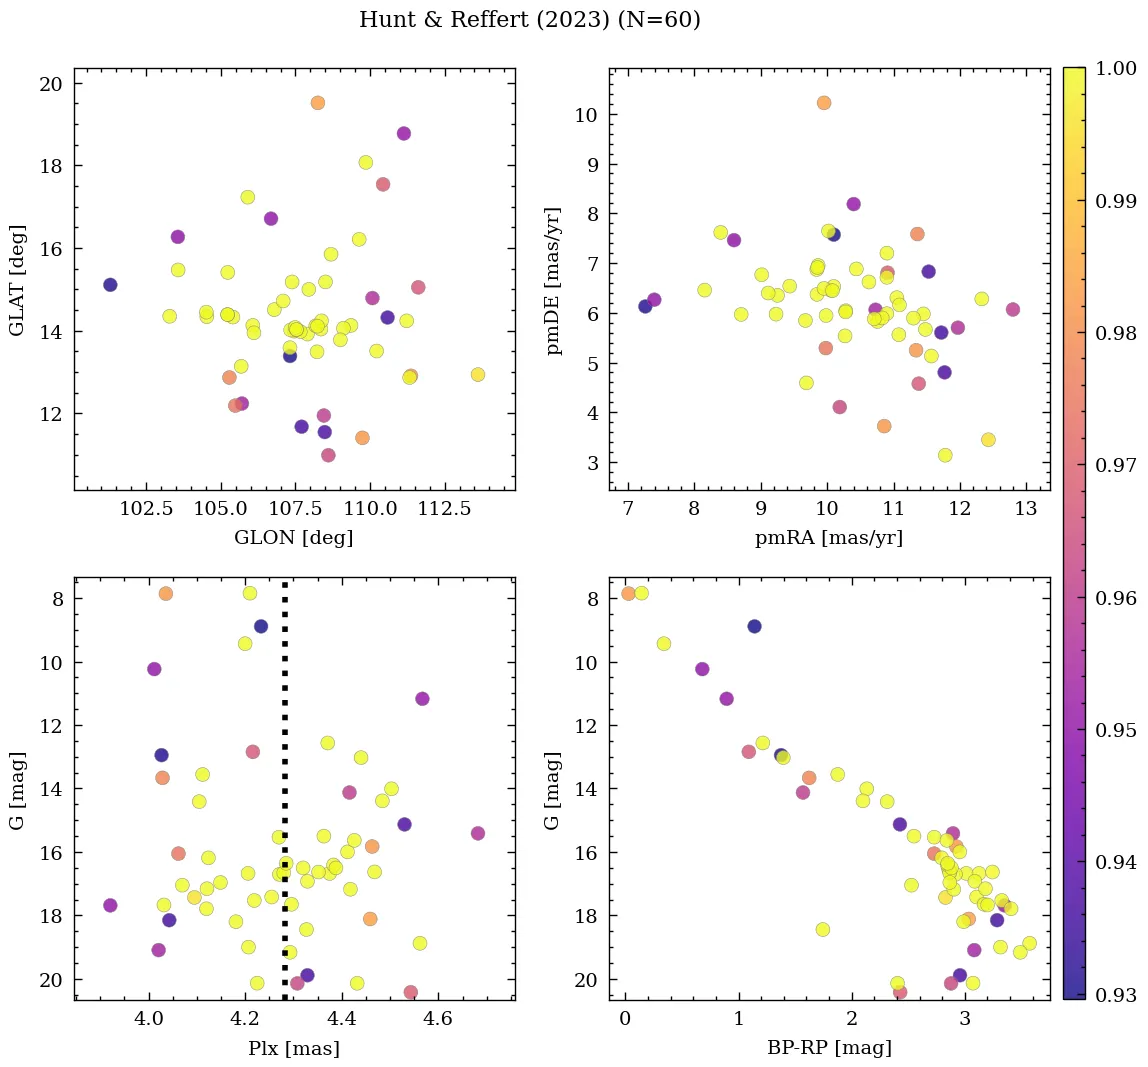 Hunt & Reffert (2023) (N=60)
20
18
16
14
12
GLAT [deg]
102.5 105.0 107.5 110.0 112.5
GLON [deg]
10
9
8
7
6
5
4
3
pmDE [mas/yr]
7 8 9 10 11 12 13
pmRA [mas/yr]
8
10
12
14
16
18
20
G [mag]
4.0 4.2 4.4 4.6
Plx [mas]
8
10
12
14
16
18
20
G [mag]
0 1 2 3
BP-RP [mag]
1.00
0.99
0.98
0.97
0.96
0.95
0.94
0.93